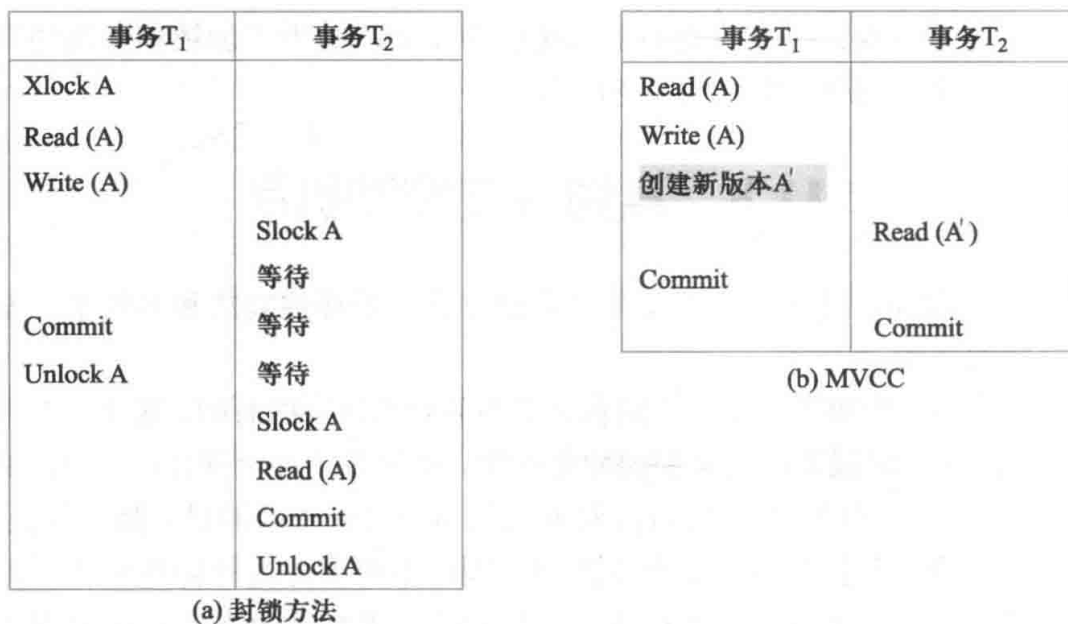 事务T₁ 事务T₂
Xlock A
Read (A)
Write (A)
Slock A
等待
Commit 等待
Unlock A 等待
Slock A
Read (A)
Commit
Unlock A
(a) 封锁方法
事务T₁ 事务T₂
Read (A)
Write (A)
创建新版本A'
Read (A')
Commit
Commit
(b) MVCC